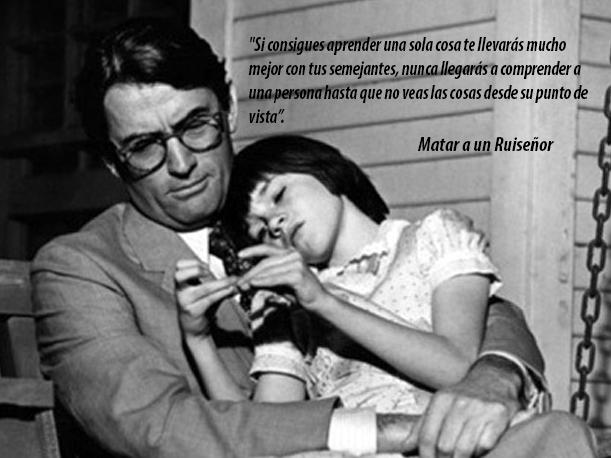 "Si consigues aprender una sola cosa te llevarás mucho
mejor con tus semejantes, nunca llegarás a comprender a
una persona hasta que no veas las cosas desde su punto de
vista”.
Matar a un Ruiseñor